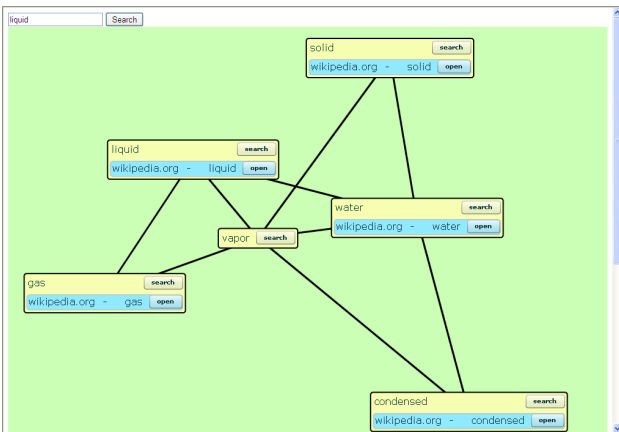 liquid Search
solid search
wikipedia.org - solid open
liquid search
wikipedia.org - liquid open
water search
wikipedia.org - water open
vapor search
gas search
wikipedia.org - gas open
condensed search
wikipedia.org - condensed open